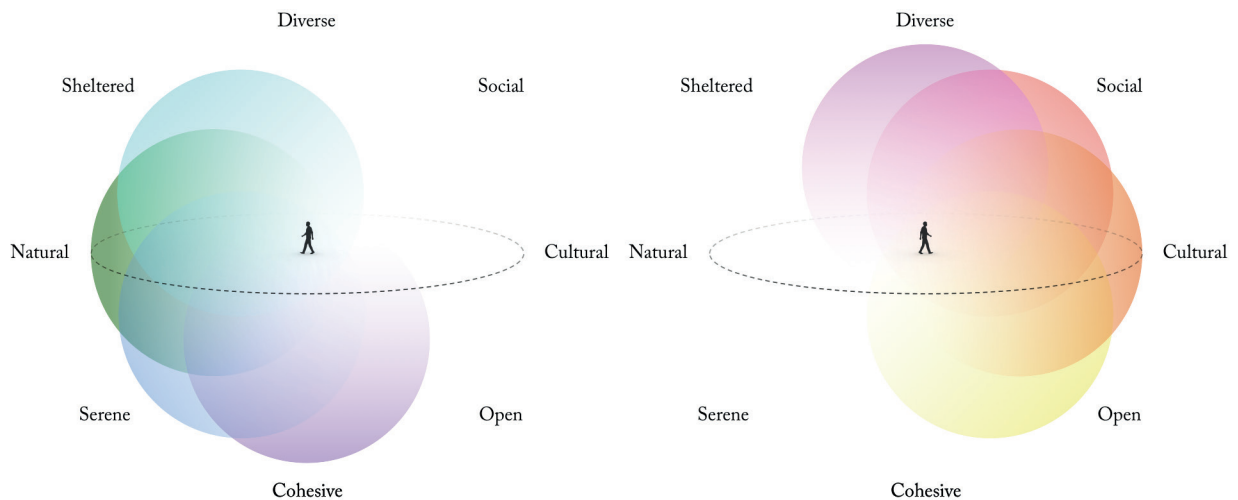 Diverse
Sheltered
Social
Natural
Cultural
Serene
Open
Cohesive
Diverse
Sheltered
Social
Natural
Cultural
Serene
Open
Cohesive